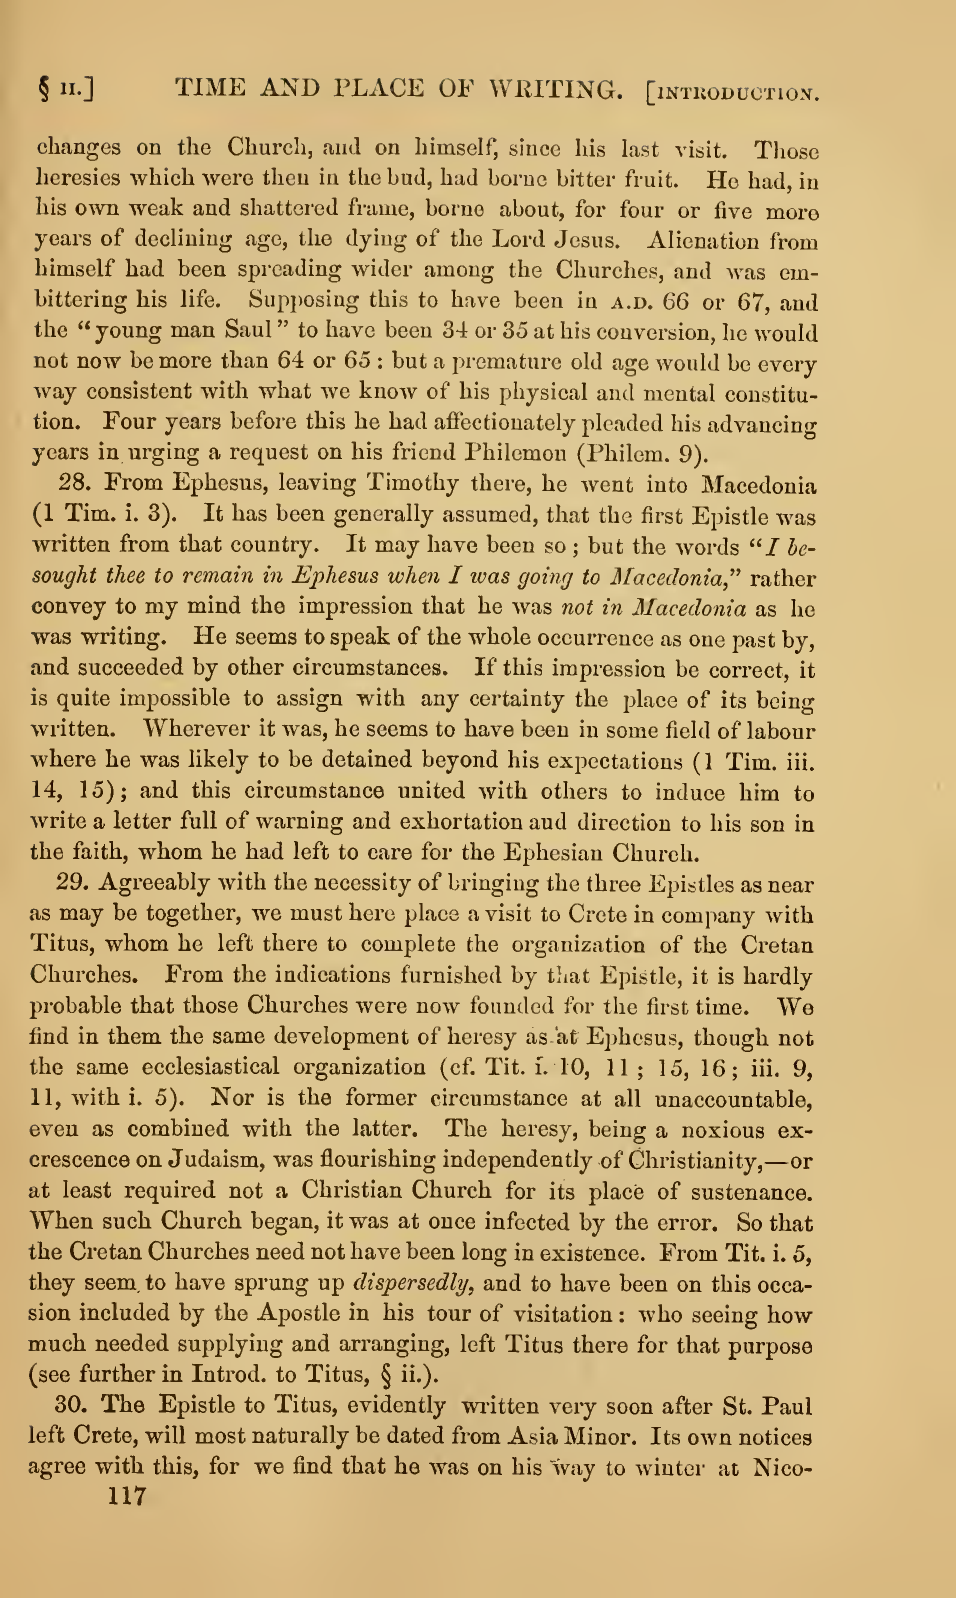 § II.] TIME AND PLACE OF WRITING. [INTRODUCTION.
changes on the Church, and on himself, since his last visit. Those
heresies which were then in the bud, had borne bitter fruit. He had, in
his own weak and shattered frame, borne about, for four or five more
years of declining age, the dying of the Lord Jesus. Alienation from
himself had been spreading wider among the Churches, and was em-
bittering his life. Supposing this to have been in A.D. 66 or 67, and
the “young man Saul” to have been 34 or 35 at his conversion, he would
not now be more than 64 or 65 : but a premature old age would be every
way consistent with what we know of his physical and mental constitu-
tion. Four years before this he had affectionately pleaded his advancing
years in urging a request on his friend Philemon (Philem. 9).
28. From Ephesus, leaving Timothy there, he went into Macedonia
(1 Tim. i. 3). It has been generally assumed, that the first Epistle was
written from that country. It may have been so ; but the words “I be-
sought thee to remain in Ephesus when I was going to Macedonia,” rather
convey to my mind the impression that he was not in Macedonia as he
was writing. He seems to speak of the whole occurrence as one past by,
and succeeded by other circumstances. If this impression be correct, it
is quite impossible to assign with any certainty the place of its being
written. Wherever it was, he seems to have been in some field of labour
where he was likely to be detained beyond his expectations (1 Tim. iii.
14, 15); and this circumstance united with others to induce him to
write a letter full of warning and exhortation and direction to his son in
the faith, whom he had left to care for the Ephesian Church.
29. Agreeably with the necessity of bringing the three Epistles as near
as may be together, we must here place a visit to Crete in company with
Titus, whom he left there to complete the organization of the Cretan
Churches. From the indications furnished by that Epistle, it is hardly
probable that those Churches were now founded for the first time. We
find in them the same development of heresy as at Ephesus, though not
the same ecclesiastical organization (cf. Tit. i. 10, 11 ; 15, 16 ; iii. 9,
11, with i. 5). Nor is the former circumstance at all unaccountable,
even as combined with the latter. The heresy, being a noxious ex-
crescence on Judaism, was flourishing independently of Christianity,—or
at least required not a Christian Church for its place of sustenance.
When such Church began, it was at once infected by the error. So that
the Cretan Churches need not have been long in existence. From Tit. i. 5,
they seem to have sprung up dispersedly, and to have been on this occa-
sion included by the Apostle in his tour of visitation : who seeing how
much needed supplying and arranging, left Titus there for that purpose
(see further in Introd. to Titus, § ii.).
30. The Epistle to Titus, evidently written very soon after St. Paul
left Crete, will most naturally be dated from Asia Minor. Its own notices
agree with this, for we find that he was on his way to winter at Nico-
117